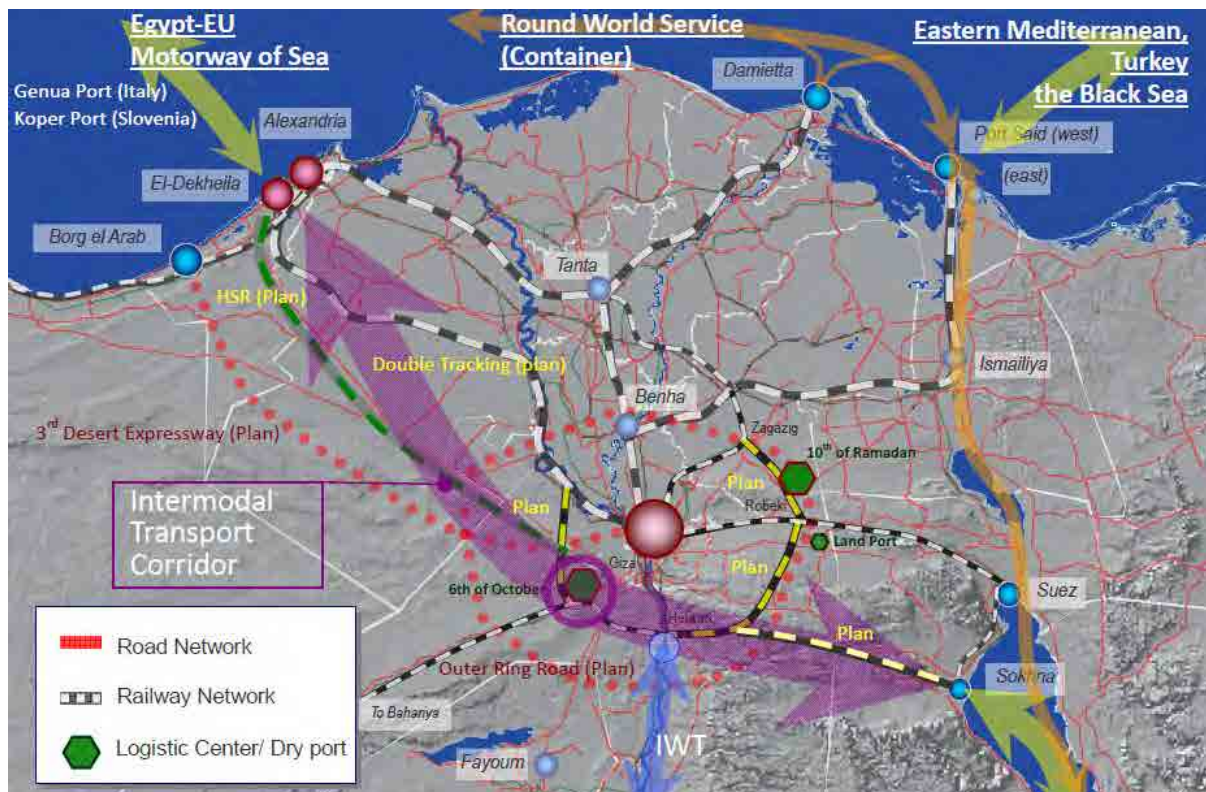 Egypt-EU
Motorway of Sea
Genua Port (Italy)
Koper Port (Slovenia)
Round World Service
(Container)
Eastern Mediterranean,
Turkey
the Black Sea
Damietta
Alexandria
Port Said (west)
(east)
El-Dekheila
Borg el Arab
Tanta
HSR (Plan)
Double Tracking (plan)
Ismailiya
Benha
Zagazig
3rd Desert Expressway (Plan)
10th of Ramadan
Plan
Plan
Robeki
Intermodal
Transport
Corridor
Land Port
Giza
Plan
6th of October
Suez
Helwan
Plan
Outer Ring Road (Plan)
Sokhna
To Bahariya
IWT
Fayoum
Road Network
Railway Network
Logistic Center/ Dry port